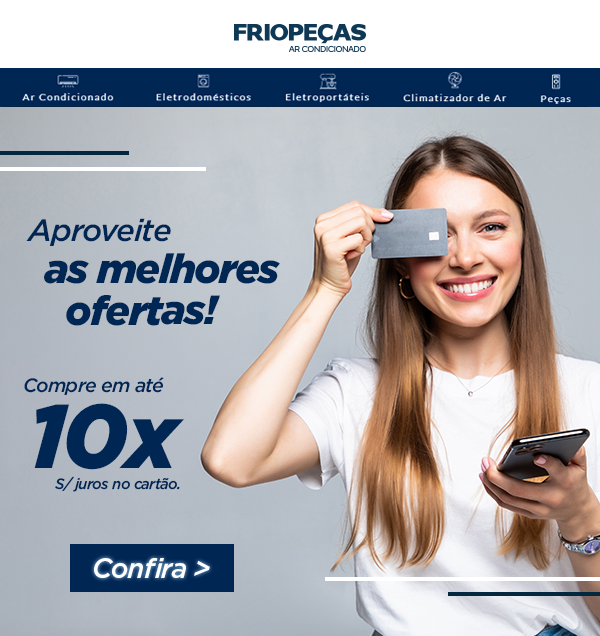 FRIOPEÇAS
AR CONDICIONADO
Ar Condicionado Eletrodomésticos Eletroportáteis Climatizador de Ar Peças
Aproveite
as melhores
ofertas!
Compre em até
10x
S/ juros no cartão.
Confira >